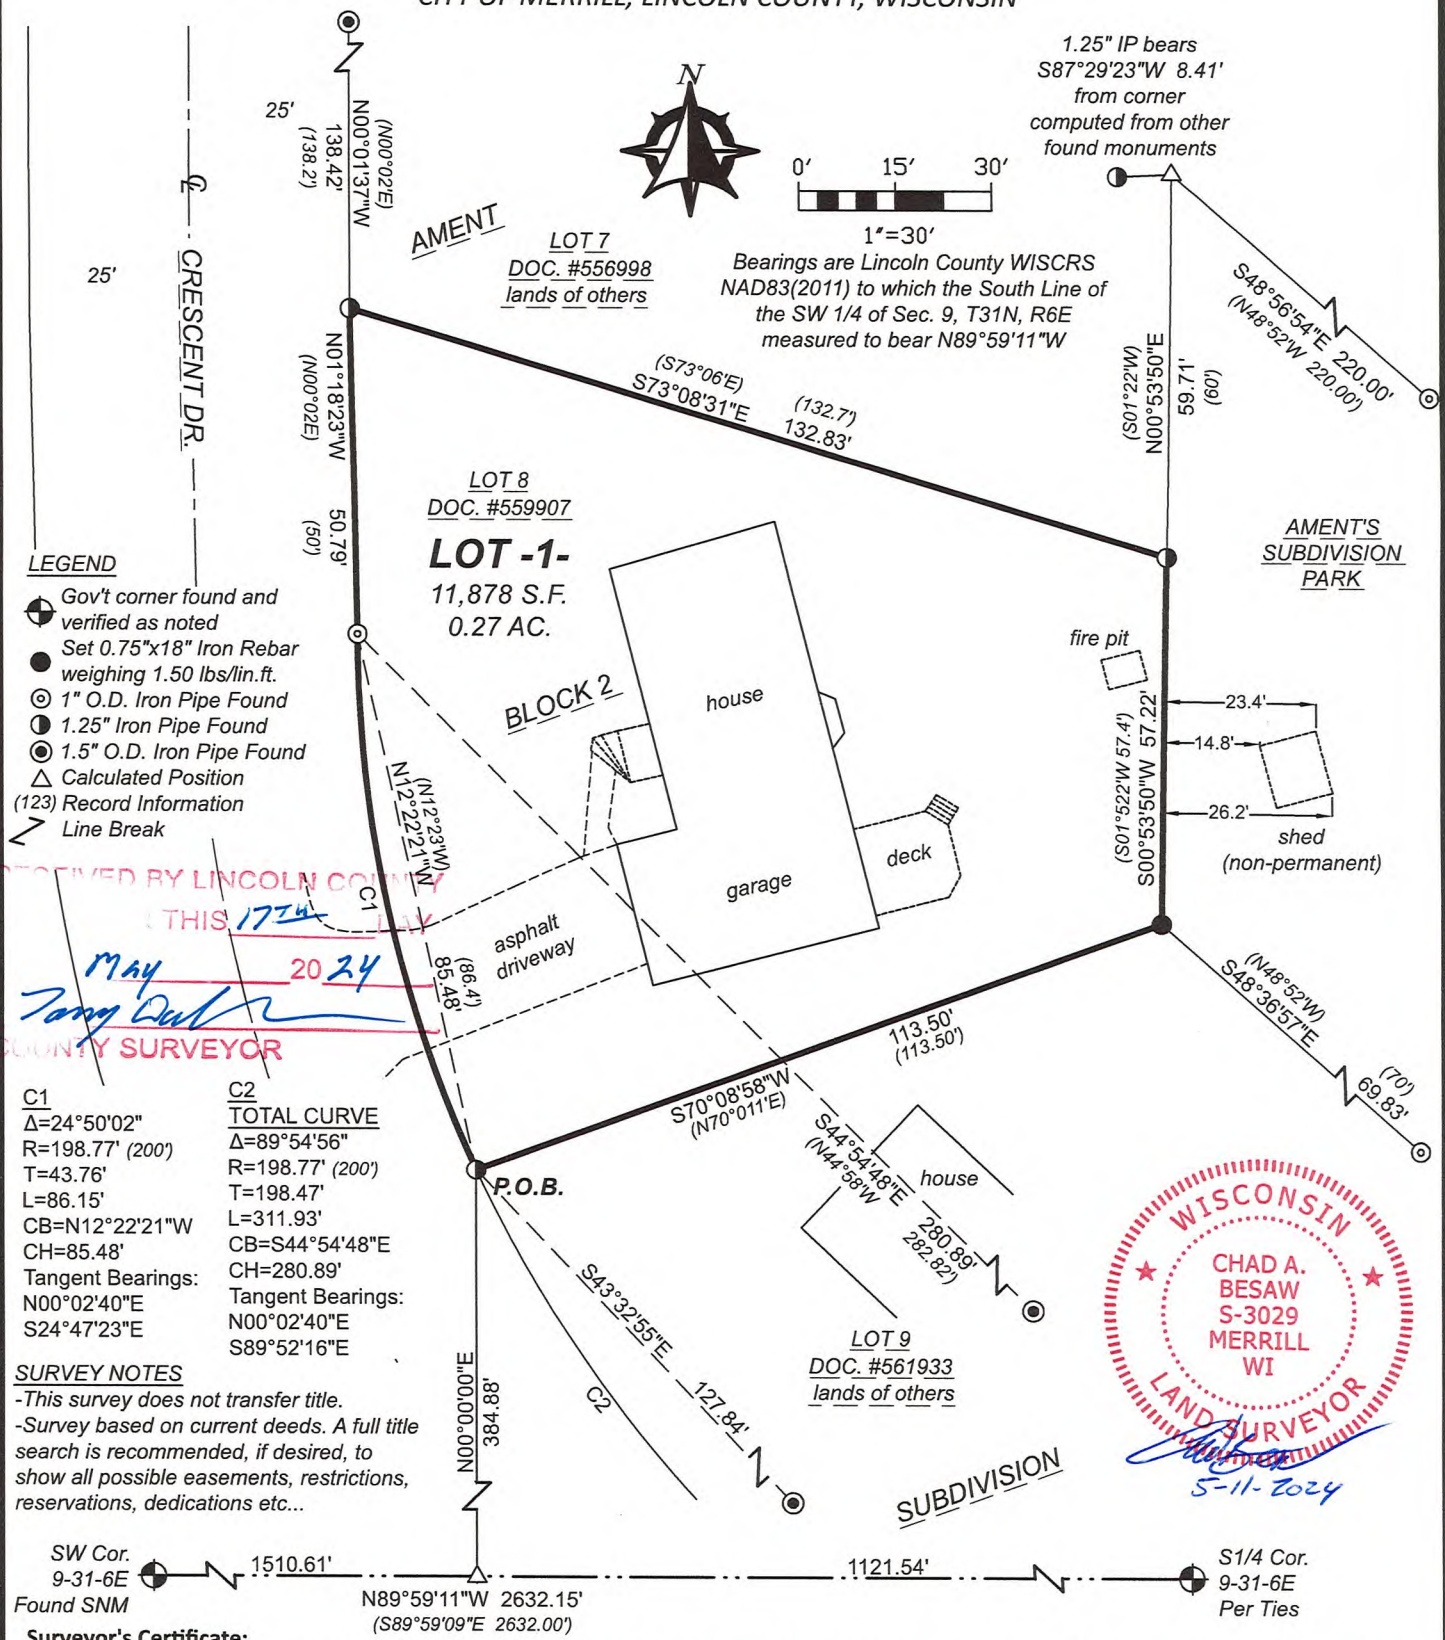 CITY OF MERRILL, LINCOLN COUNTY, WISCONSIN
1.25" IP bears
S87°29'23"W 8.41'
from corner
computed from other
found monuments
N
0' 15' 30'
1"=30'
Bearings are Lincoln County WISCRS
NAD83(2011) to which the South Line of
the SW 1/4 of Sec. 9, T31N, R6E
measured to bear N89°59'11"W
25'
25'
CRESCENT DR.
(N00°02'E)
N00°01'37"W
138.42'
(138.2')
AMENT
LOT 7
DOC. #556998
lands of others
S48°56'54"E 220.00'
(N48°52'W 220.00')
(S01°22'W)
N00°53'50"E
59.71'
(60')
(S73°06'E)
S73°08'31"E
(132.7')
132.83'
N01°18'23"W
(N00°02E)
50.79'
(50')
LOT 8
DOC. #559907
LOT -1-
11,878 S.F.
0.27 AC.
AMENT'S
SUBDIVISION
PARK
LEGEND
Gov't corner found and
verified as noted
Set 0.75"x18" Iron Rebar
weighing 1.50 lbs/lin.ft.
1" O.D. Iron Pipe Found
1.25" Iron Pipe Found
1.5" O.D. Iron Pipe Found
Calculated Position
(123) Record Information
Line Break
BLOCK 2
house
garage
deck
fire pit
23.4'
14.8'
26.2'
shed
(non-permanent)
(S01°522'W 57.4')
S00°53'50"W 57.22'
(N12°23'W)
N12°22'21"W
(86.4')
85.48'
C1
asphalt
driveway
RECEIVED BY LINCOLN COUNTY
THIS 17TH DAY
May 20 24
COUNTY SURVEYOR
113.50'
(113.50')
S70°08'58"W
(N70°011'E)
(N48°52'W)
S48°36'57"E
(70')
69.83'
C1
Δ=24°50'02"
R=198.77' (200')
T=43.76'
L=86.15'
CB=N12°22'21"W
CH=85.48'
Tangent Bearings:
N00°02'40"E
S24°47'23"E
C2
TOTAL CURVE
Δ=89°54'56"
R=198.77' (200')
T=198.47'
L=311.93'
CB=S44°54'48"E
CH=280.89'
Tangent Bearings:
N00°02'40"E
S89°52'16"E
P.O.B.
S44°54'48"E 280.89'
(N44°58'W 282.82')
house
S43°32'55"E 127.84'
C2
N00°00'00"E
384.88'
LOT 9
DOC. #561933
lands of others
SUBDIVISION
WISCONSIN
CHAD A.
BESAW
S-3029
MERRILL
WI
LAND SURVEYOR
5-11-2024
SURVEY NOTES
-This survey does not transfer title.
-Survey based on current deeds. A full title
search is recommended, if desired, to
show all possible easements, restrictions,
reservations, dedications etc...
SW Cor.
9-31-6E
Found SNM
1510.61'
1121.54'
N89°59'11"W 2632.15'
(S89°59'09"E 2632.00')
S1/4 Cor.
9-31-6E
Per Ties
Surveyor's Certificate: